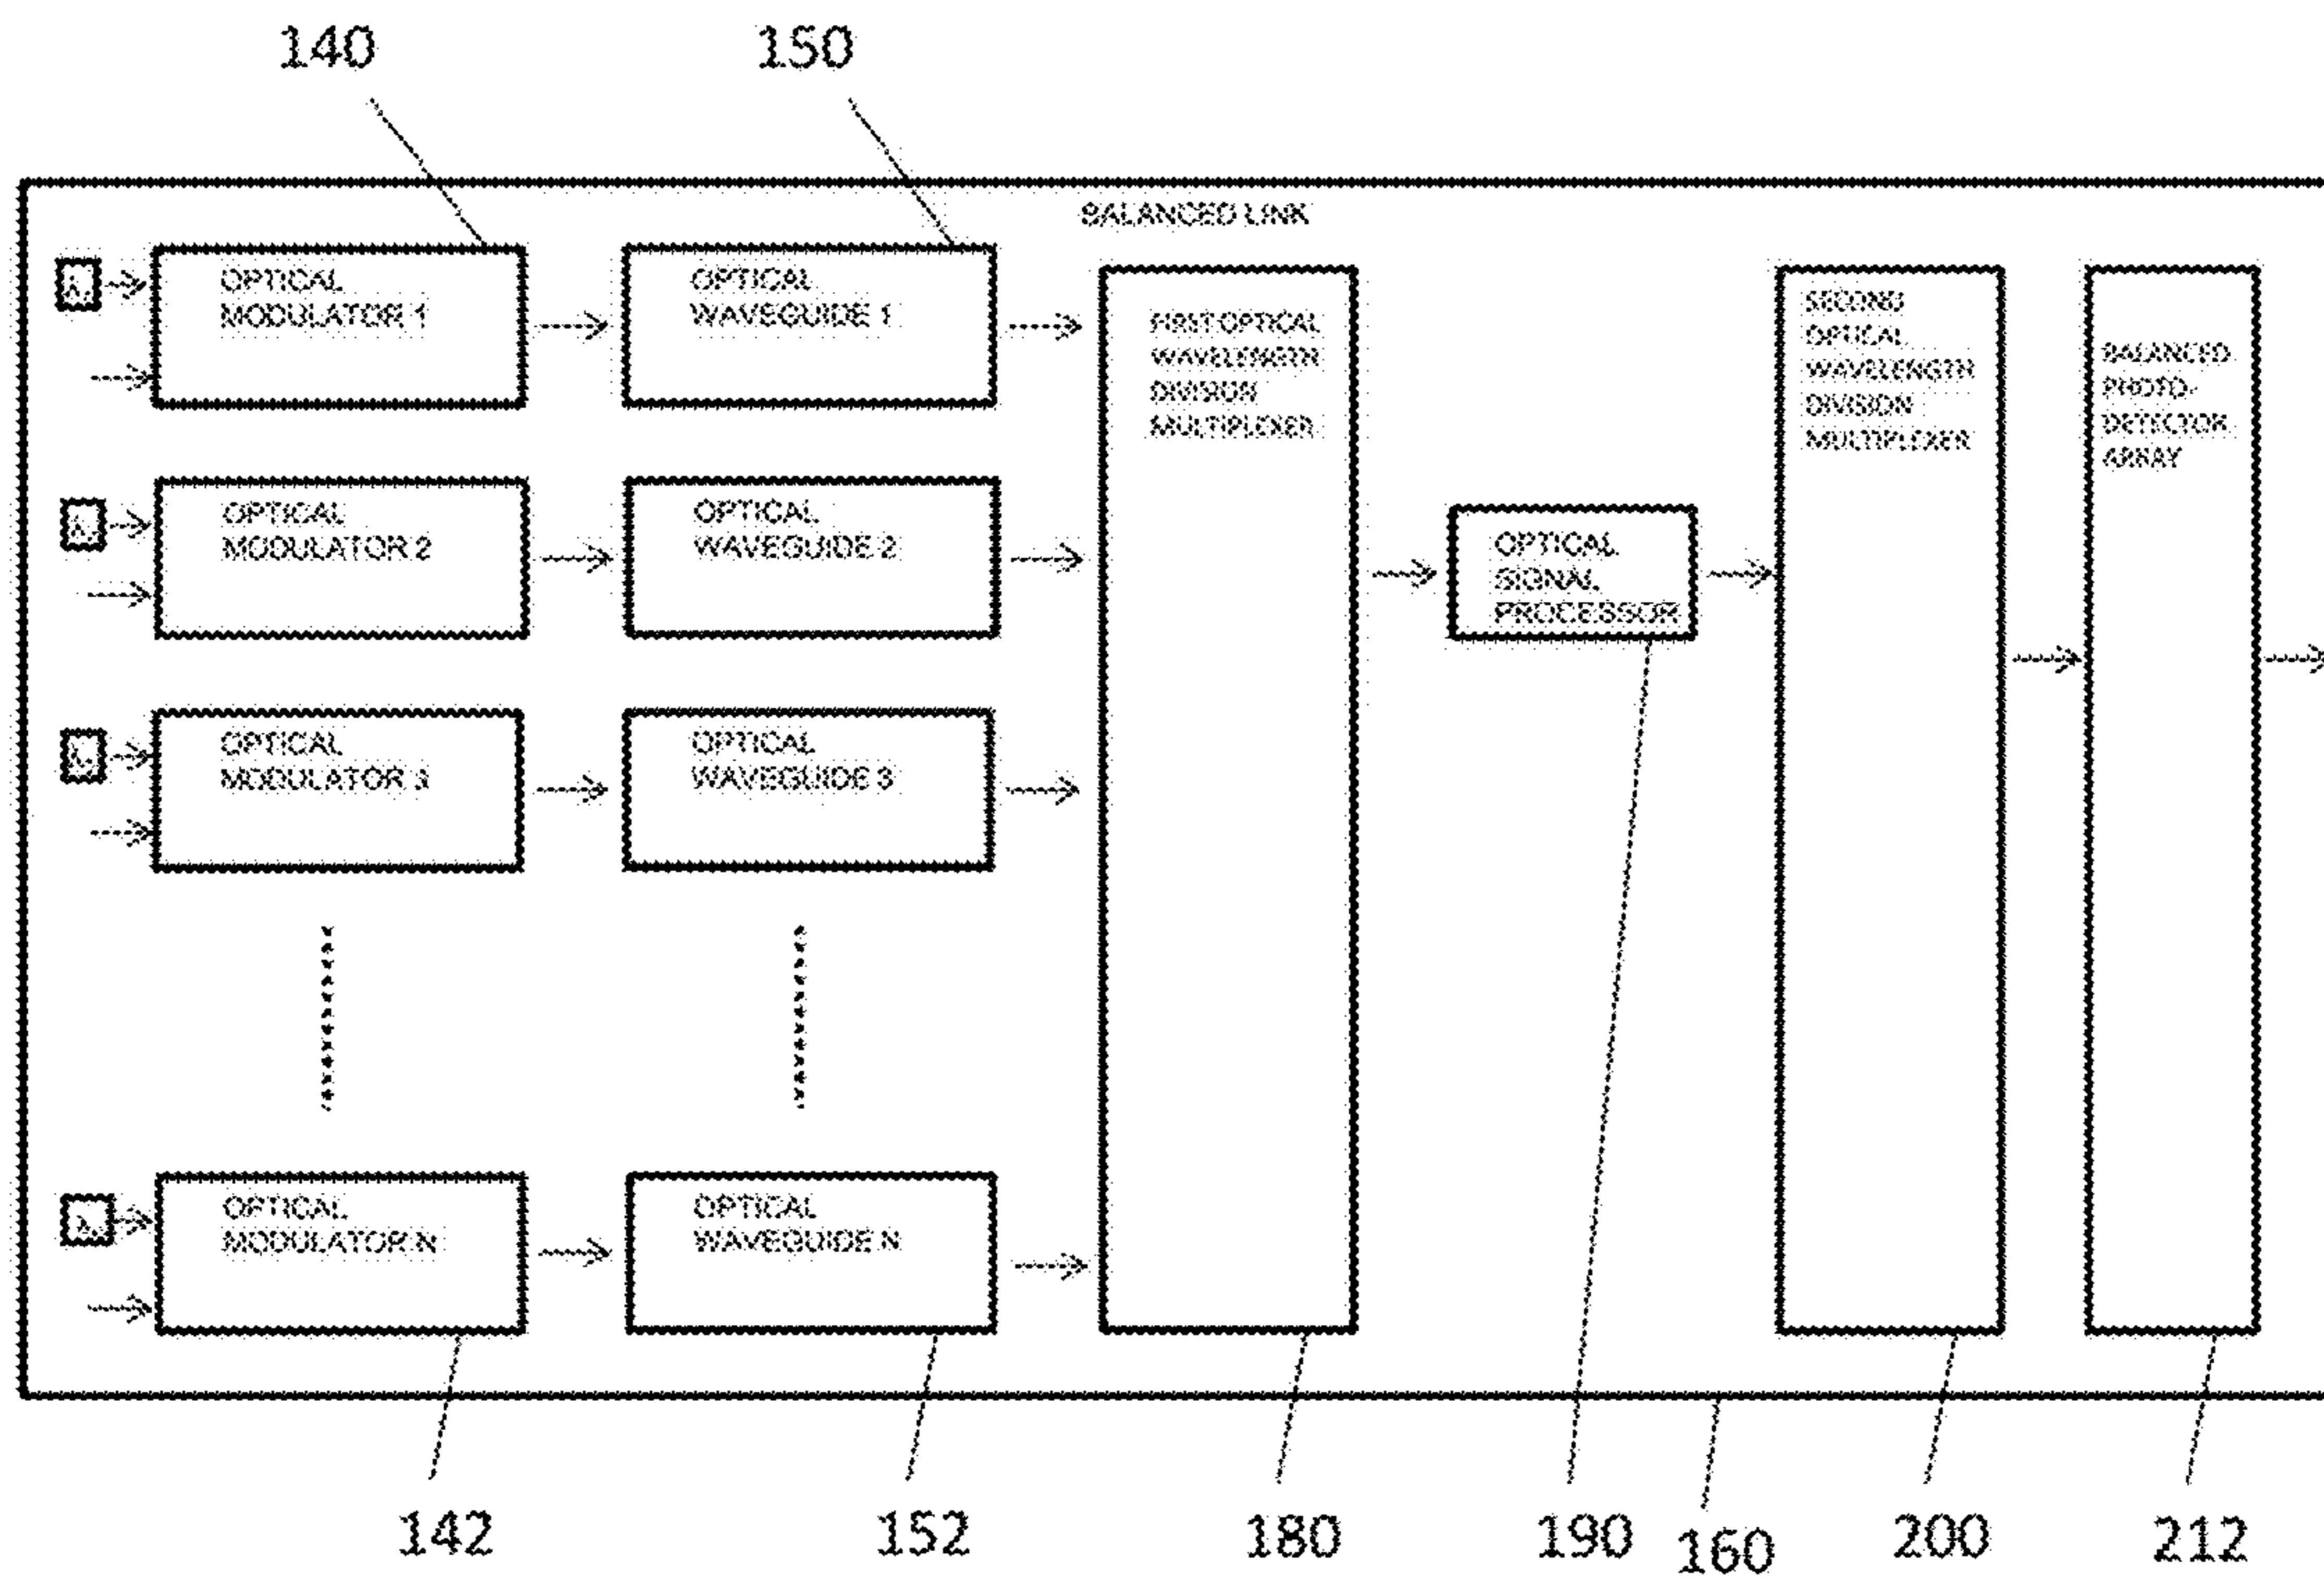 140
150
BALANCED LINK
OPTICAL
MODULATOR 1
OPTICAL
WAVEGUIDE 1
FIRST OPTICAL
WAVELENGTH
DIVISION
MULTIPLEXER
SECOND
OPTICAL
WAVELENGTH
DIVISION
MULTIPLEXER
BALANCED
PHOTO-
DETECTOR
ARRAY
OPTICAL
MODULATOR 2
OPTICAL
WAVEGUIDE 2
OPTICAL
SIGNAL
PROCESSOR
OPTICAL
MODULATOR 3
OPTICAL
WAVEGUIDE 3
OPTICAL
MODULATOR N
OPTICAL
WAVEGUIDE N
142
152
180
190
160
200
212